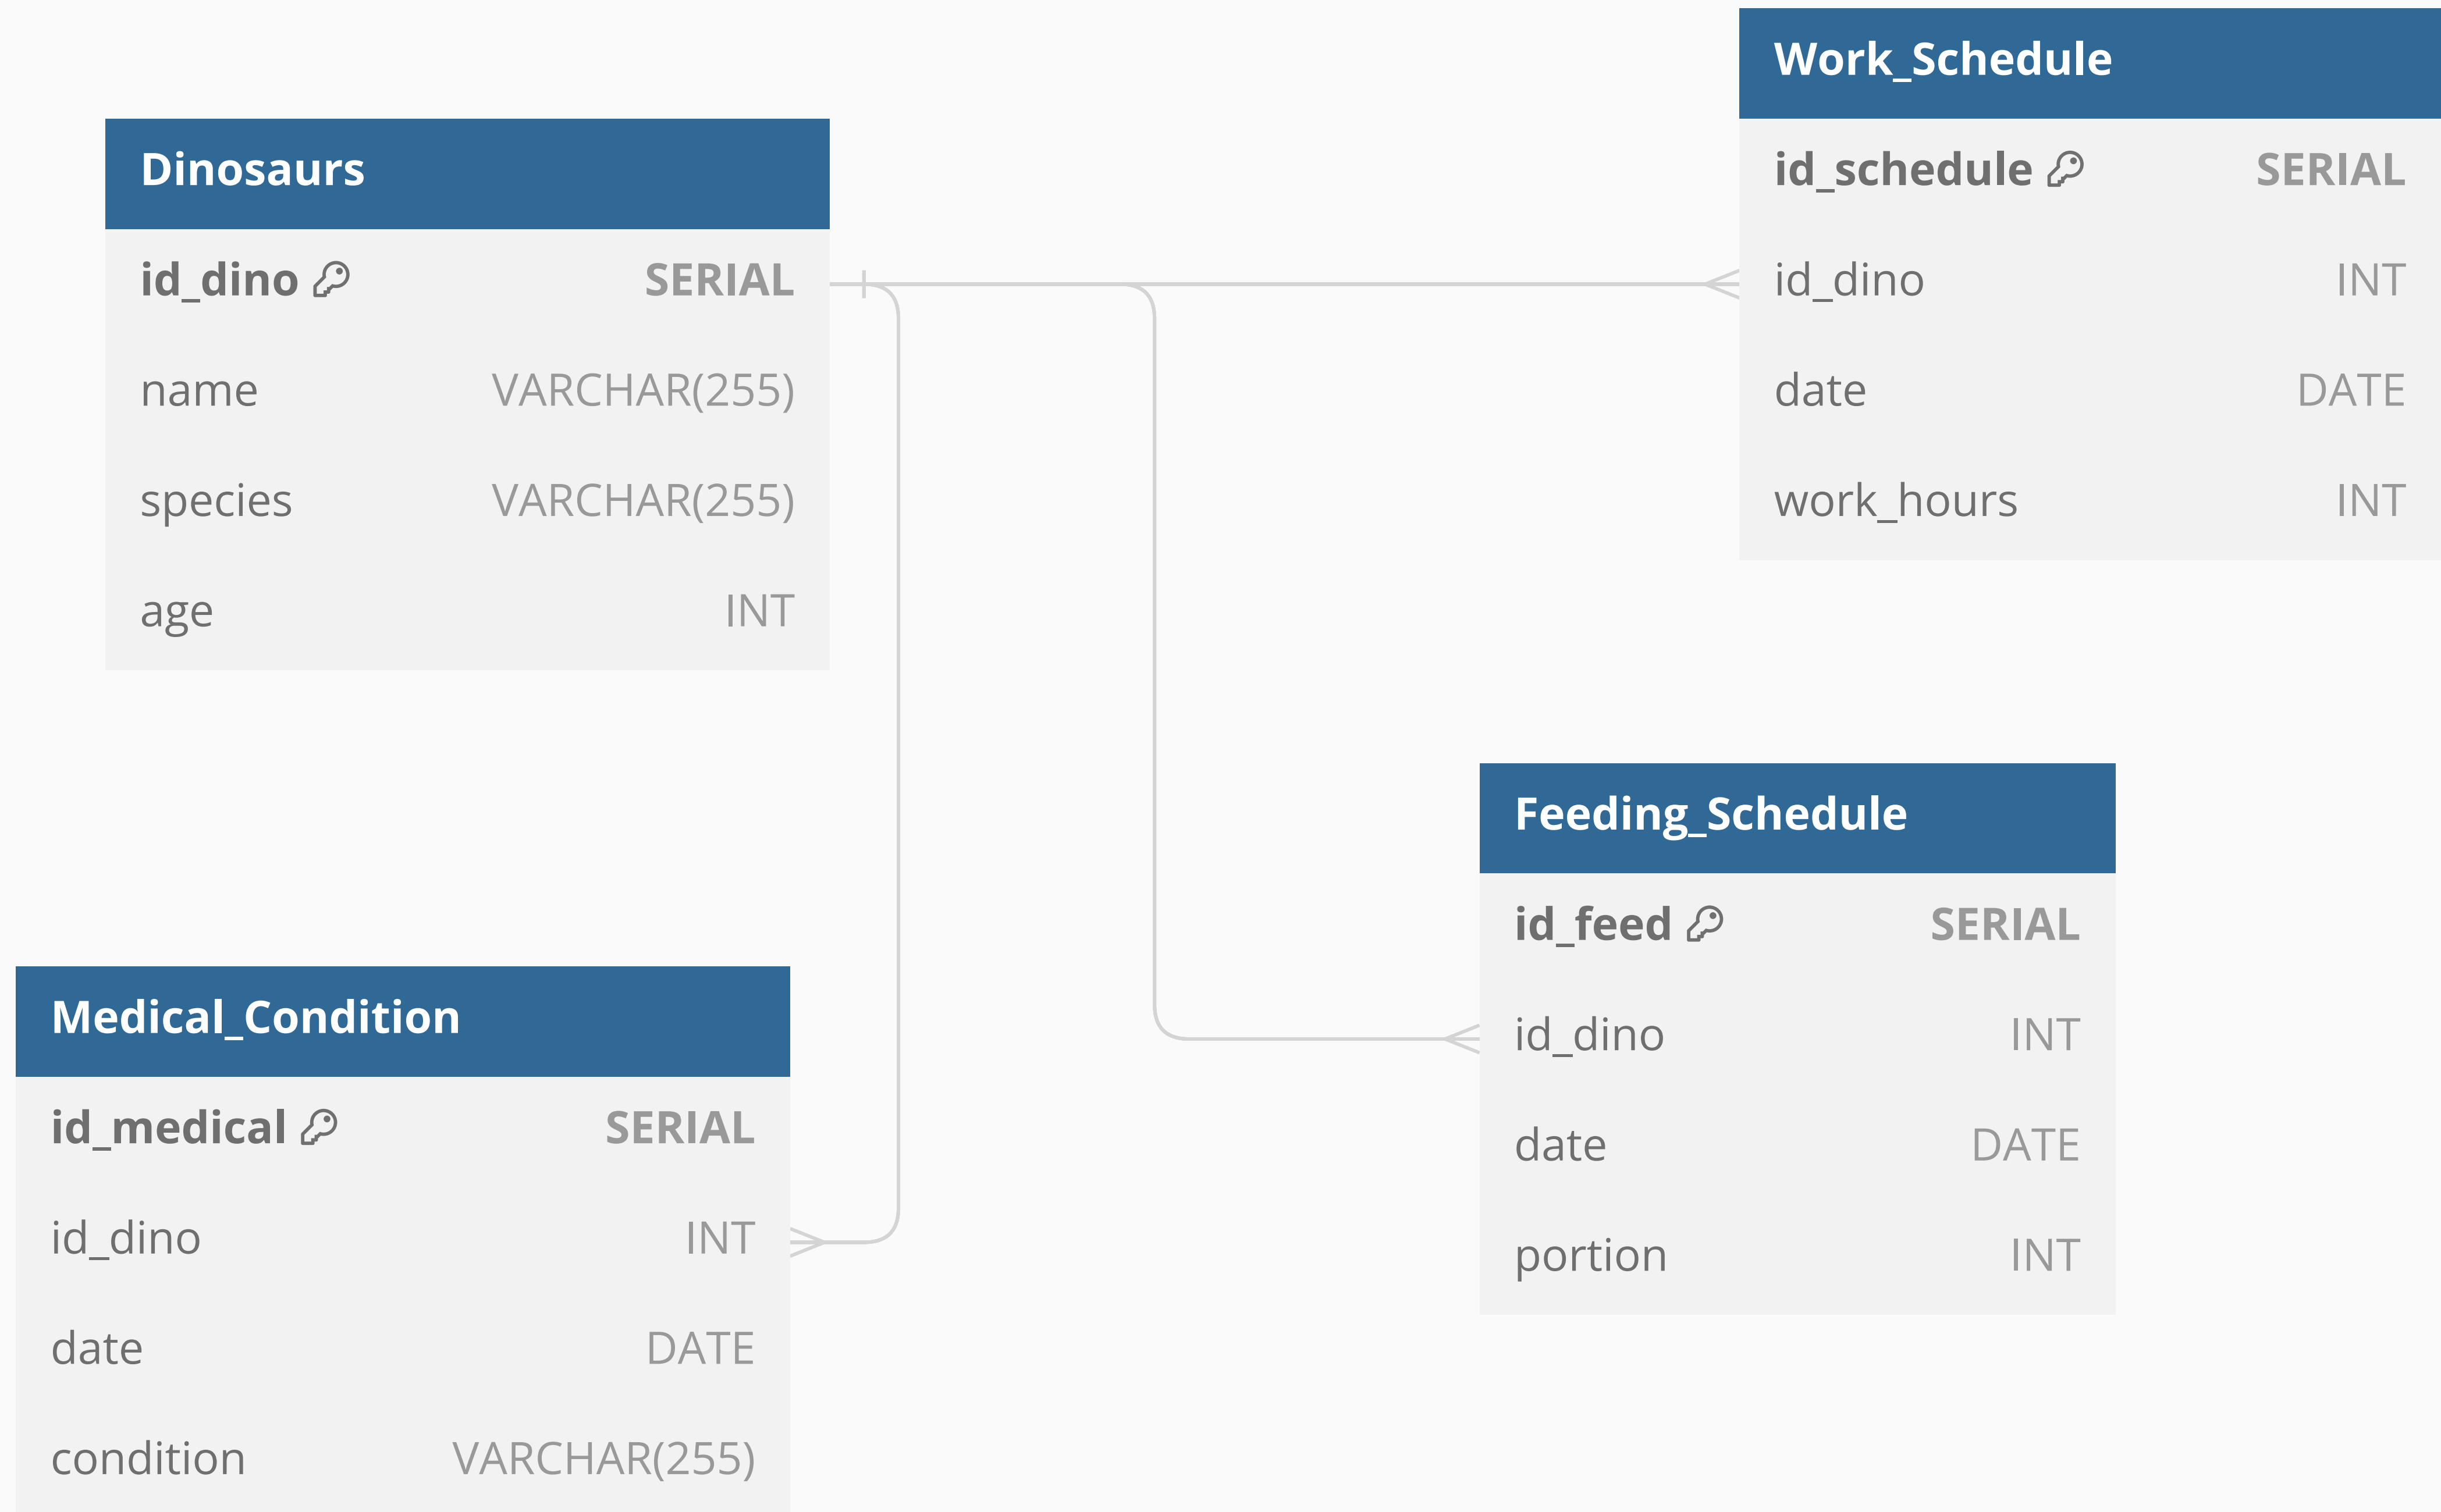 Dinosaurs
id_dino SERIAL
name VARCHAR(255)
species VARCHAR(255)
age INT
Work_Schedule
id_schedule SERIAL
id_dino INT
date DATE
work_hours INT
Feeding_Schedule
id_feed SERIAL
id_dino INT
date DATE
portion INT
Medical_Condition
id_medical SERIAL
id_dino INT
date DATE
condition VARCHAR(255)